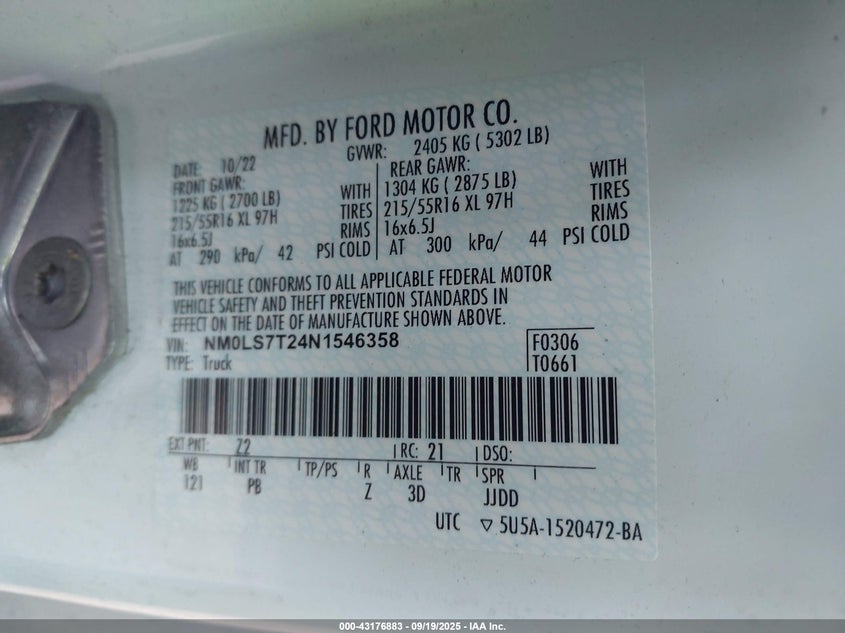 MFD. BY FORD MOTOR CO.
DATE: 10/22 GVWR: 2405 KG ( 5302 LB)
FRONT GAWR: REAR GAWR:
1225 KG ( 2700 LB) WITH 1304 KG ( 2875 LB) WITH
215/55R16 XL 97H TIRES 215/55R16 XL 97H TIRES
16x6.5J RIMS 16x6.5J RIMS
AT 290 kPa/ 42 PSI COLD AT 300 kPa/ 44 PSI COLD
THIS VEHICLE CONFORMS TO ALL APPLICABLE FEDERAL MOTOR
VEHICLE SAFETY AND THEFT PREVENTION STANDARDS IN
EFFECT ON THE DATE OF MANUFACTURE SHOWN ABOVE.
VIN: NM0LS7T24N1546358 F0306
TYPE: Truck T0661
EXT PNT: Z2 RC: 21 DSO:
WB INT TR TP/PS R AXLE TR SPR
121 PB Z 3D JJDD
UTC ▽ 5U5A-1520472-BA
000-43176883 - 09/19/2025 - IAA Inc.